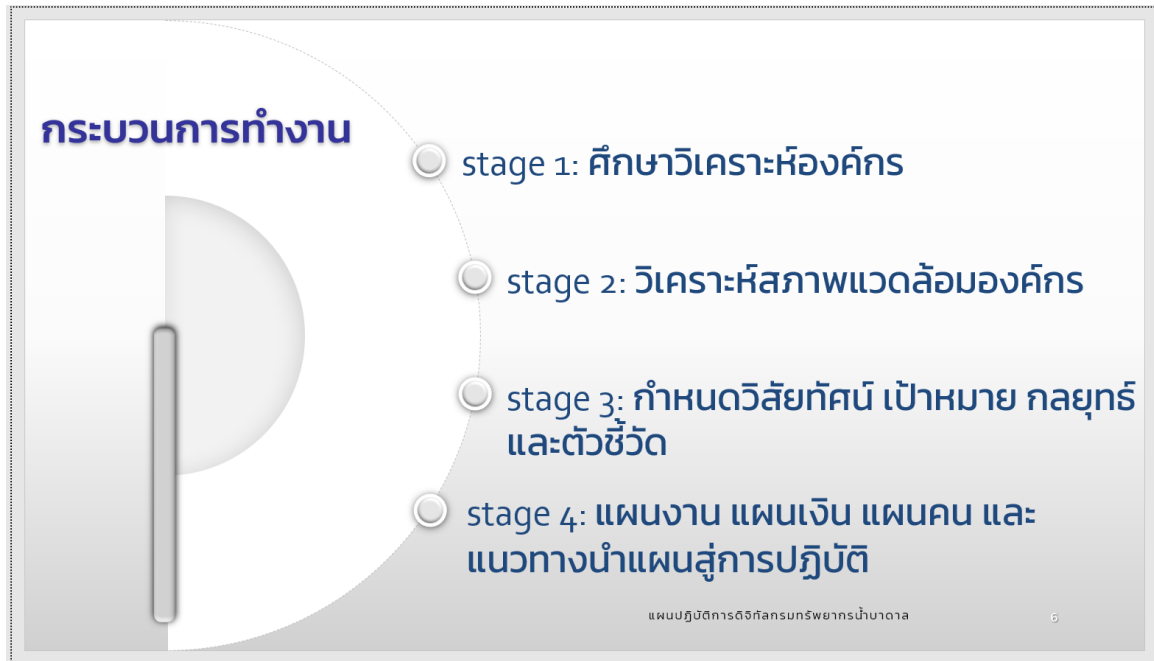 กระบวนการทำงาน
stage 1: ศึกษาวิเคราะห์องค์กร
stage 2: วิเคราะห์สภาพแวดล้อมองค์กร
stage 3: กำหนดวิสัยทัศน์ เป้าหมาย กลยุทธ์
และตัวชี้วัด
stage 4: แผนงาน แผนเงิน แผนคน และ
แนวทางนำแผนสู่การปฏิบัติ
แผนปฏิบัติการดิจิทัลกรมทรัพยากรน้ำบาดาล
6